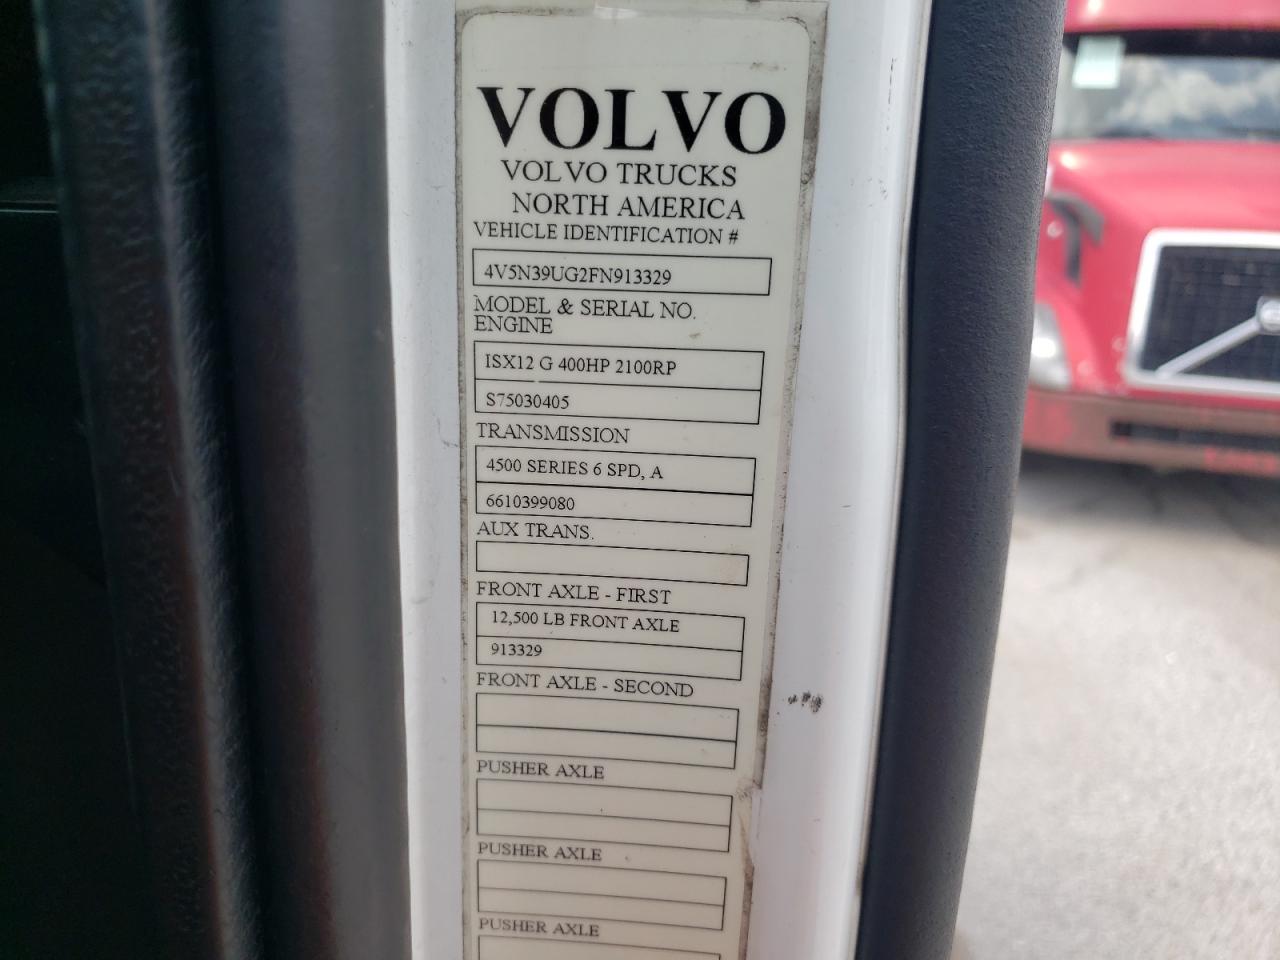 VOLVO
VOLVO TRUCKS
NORTH AMERICA
VEHICLE IDENTIFICATION #
4V5N39UG2FN913329
MODEL & SERIAL NO.
ENGINE
ISX12 G 400HP 2100RP
S75030405
TRANSMISSION
4500 SERIES 6 SPD, A
6610399080
AUX TRANS.
FRONT AXLE - FIRST
12,500 LB FRONT AXLE
913329
FRONT AXLE - SECOND
PUSHER AXLE
PUSHER AXLE
PUSHER AXLE